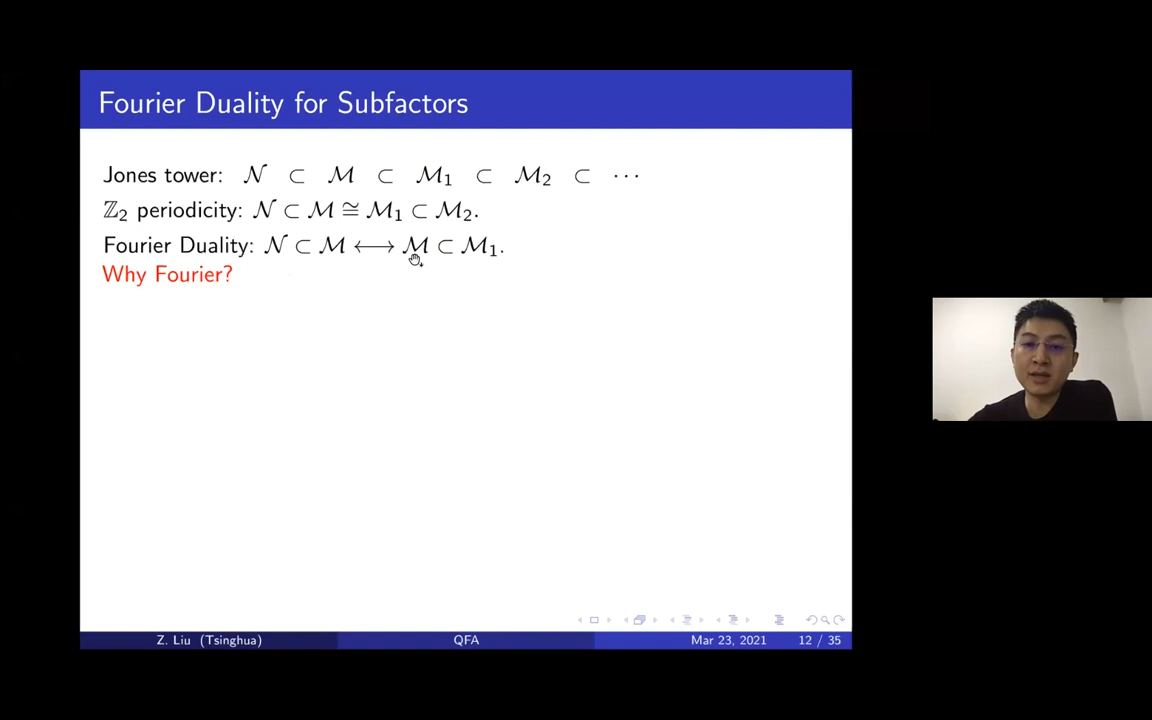 Fourier Duality for Subfactors
Jones tower: 𝒩 ⊂ ℳ ⊂ ℳ₁ ⊂ ℳ₂ ⊂ ⋯
ℤ₂ periodicity: 𝒩 ⊂ ℳ ≅ ℳ₁ ⊂ ℳ₂.
Fourier Duality: 𝒩 ⊂ ℳ ⟷ ℳ ⊂ ℳ₁.
Why Fourier?
Z. Liu (Tsinghua) QFA Mar 23, 2021 12 / 35